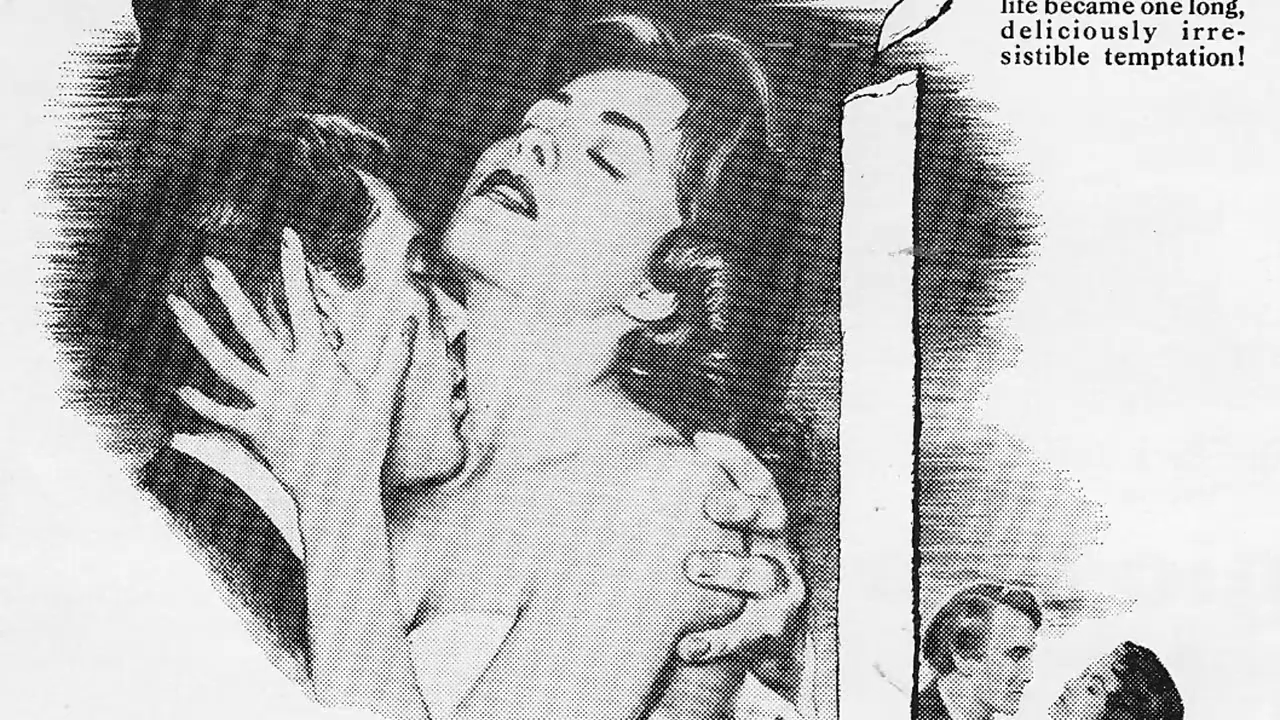 life became one long,
deliciously irre-
sistible temptation!